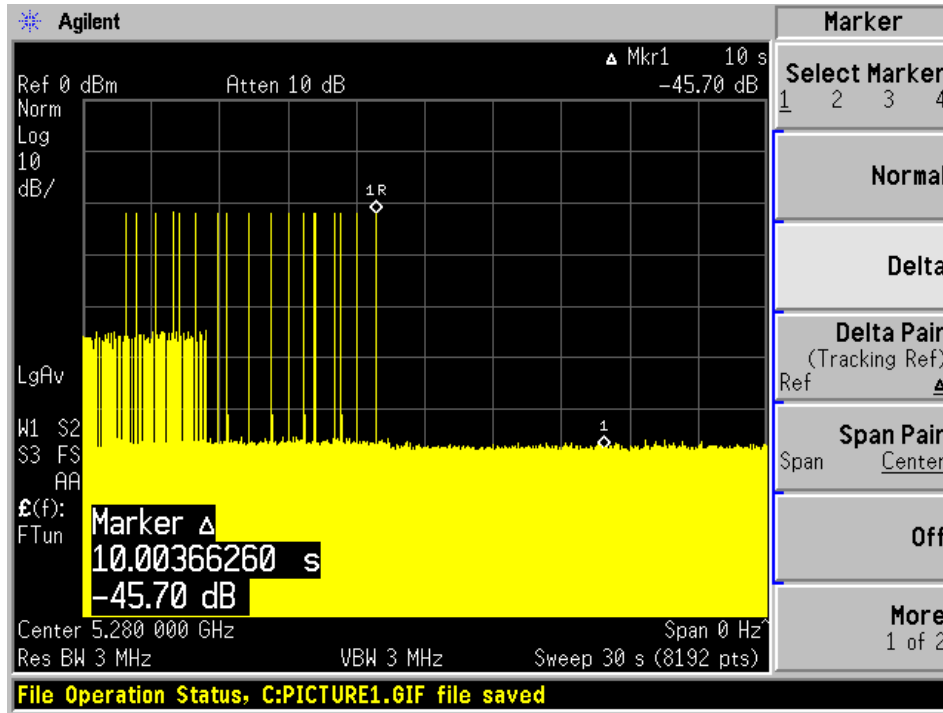 Agilent
Marker
Δ Mkr1 10 s
Ref 0 dBm Atten 10 dB -45.70 dB
Norm
Log
10
dB/
1R
LgAv
1
W1 S2
S3 FS
AA
£(f):
FTun
Marker Δ
10.00366260 s
-45.70 dB
Center 5.280 000 GHz Span 0 Hz^
Res BW 3 MHz VBW 3 MHz Sweep 30 s (8192 pts)
File Operation Status, C:PICTURE1.GIF file saved
Select Marker
1 2 3 4
Normal
Delta
Delta Pair
(Tracking Ref)
Ref Δ
Span Pair
Span Center
Off
More
1 of 2